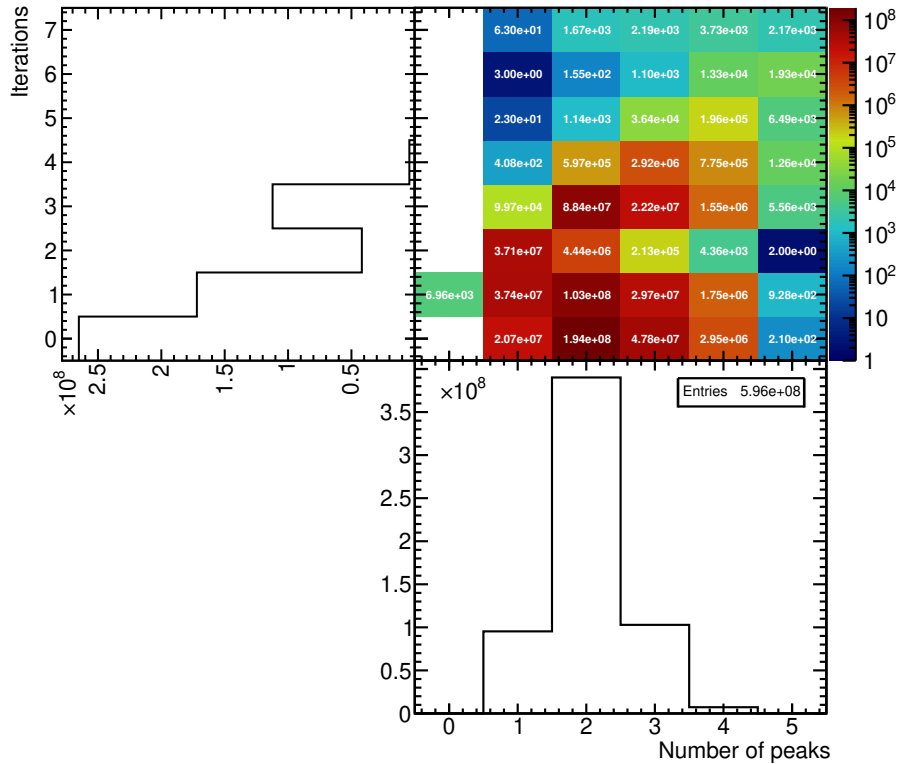 Iterations
7
6
5
4
3
2
1
0
×10^8
2.5
2
1.5
1
0.5
6.30e+01 1.67e+03 2.19e+03 3.73e+03 2.17e+03
3.00e+00 1.55e+02 1.10e+03 1.33e+04 1.93e+04
2.30e+01 1.14e+03 3.64e+04 1.96e+05 6.49e+03
4.08e+02 5.97e+05 2.92e+06 7.75e+05 1.26e+04
9.97e+04 8.84e+07 2.22e+07 1.55e+06 5.56e+03
3.71e+07 4.44e+06 2.13e+05 4.36e+03 2.00e+00
6.96e+03 3.74e+07 1.03e+08 2.97e+07 1.75e+06 9.28e+02
2.07e+07 1.94e+08 4.78e+07 2.95e+06 2.10e+02
10^8
10^7
10^6
10^5
10^4
10^3
10^2
10
1
×10^8
Entries 5.96e+08
3.5
3
2.5
2
1.5
1
0.5
0
0 1 2 3 4 5
Number of peaks